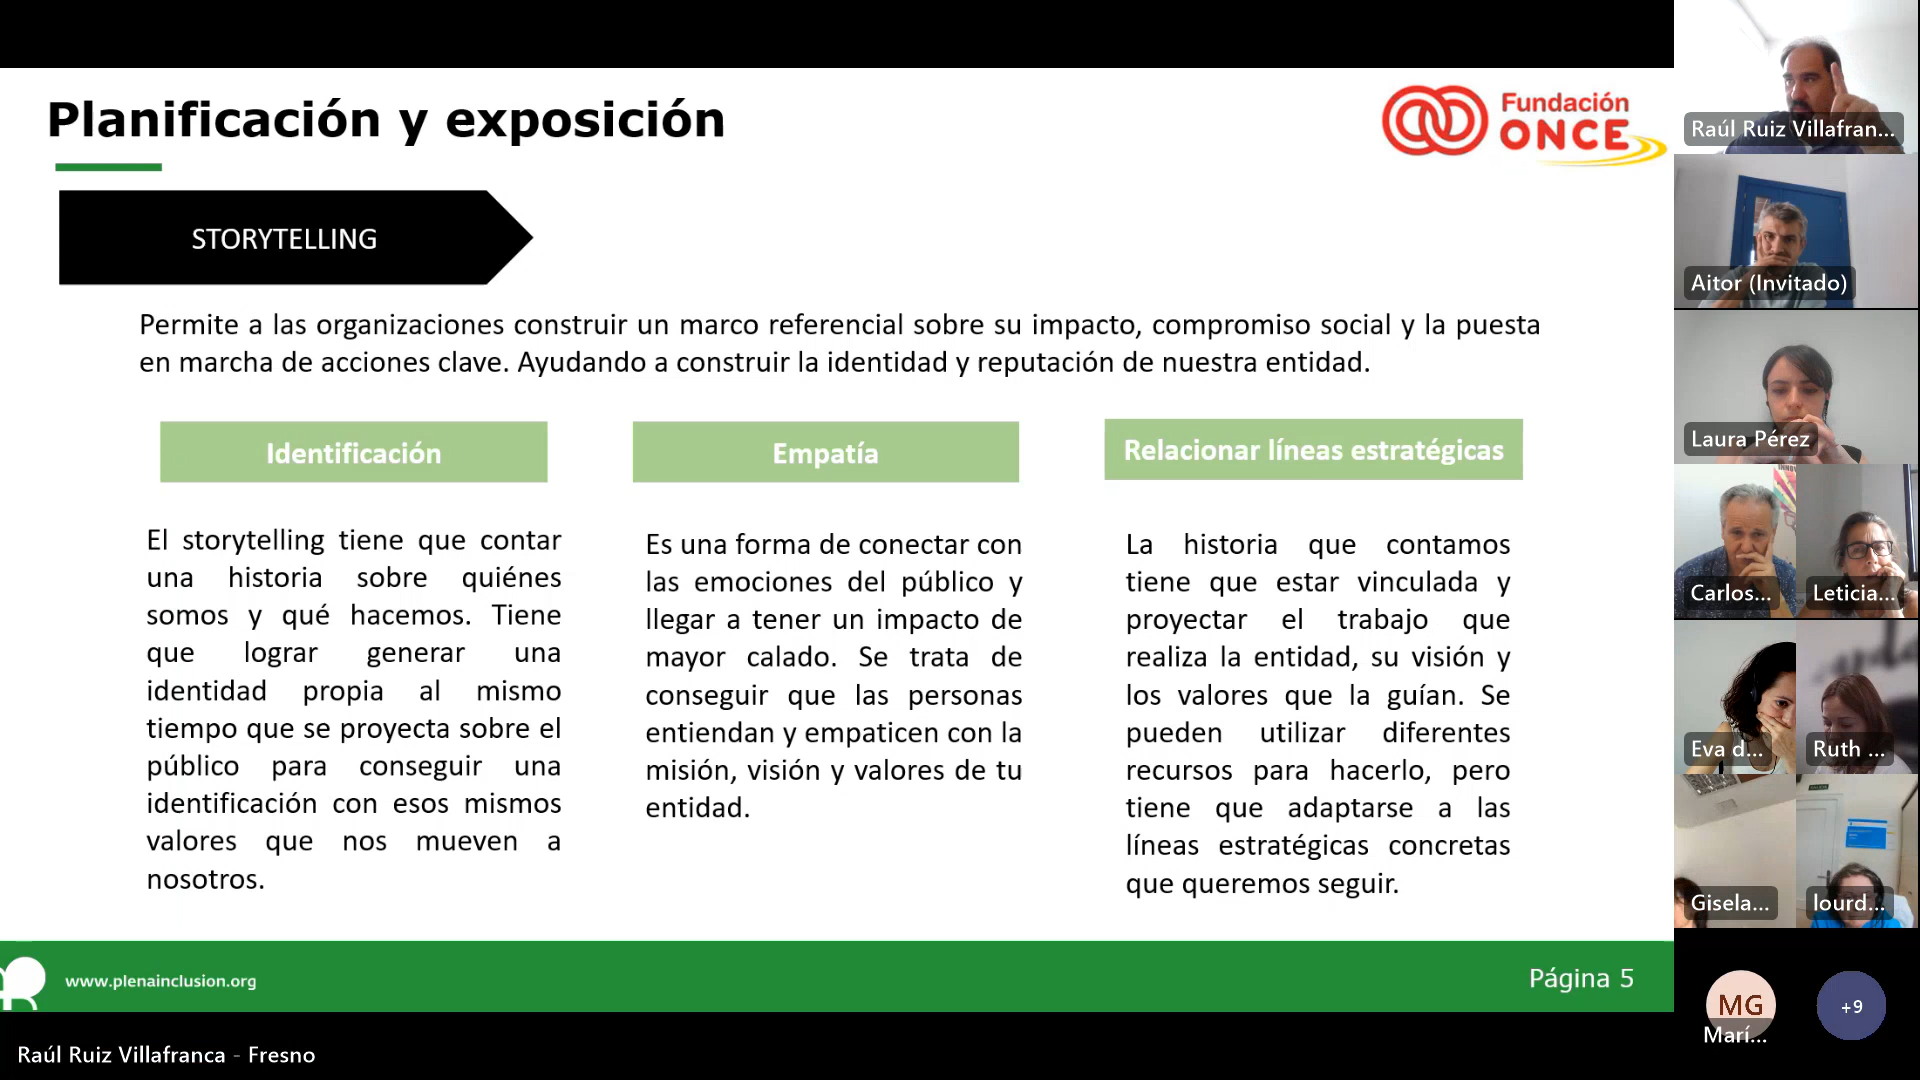 Planificación y exposición
Fundación
ONCE
STORYTELLING
Permite a las organizaciones construir un marco referencial sobre su impacto, compromiso social y la puesta
en marcha de acciones clave. Ayudando a construir la identidad y reputación de nuestra entidad.
Identificación
El storytelling tiene que contar
una historia sobre quiénes
somos y qué hacemos. Tiene
que lograr generar una
identidad propia al mismo
tiempo que se proyecta sobre el
público para conseguir una
identificación con esos mismos
valores que nos mueven a
nosotros.
Empatía
Es una forma de conectar con
las emociones del público y
llegar a tener un impacto de
mayor calado. Se trata de
conseguir que las personas
entiendan y empaticen con la
misión, visión y valores de tu
entidad.
Relacionar líneas estratégicas
La historia que contamos
tiene que estar vinculada y
proyectar el trabajo que
realiza la entidad, su visión y
los valores que la guían. Se
pueden utilizar diferentes
recursos para hacerlo, pero
tiene que adaptarse a las
líneas estratégicas concretas
que queremos seguir.
www.plenainclusion.org
Página 5
Raúl Ruiz Villafranca - Fresno
Raúl Ruiz Villafran...
Aitor (Invitado)
Laura Pérez
Carlos...
Leticia...
Eva d...
Ruth ...
Gisela...
lourd...
MG
Marí...
+9